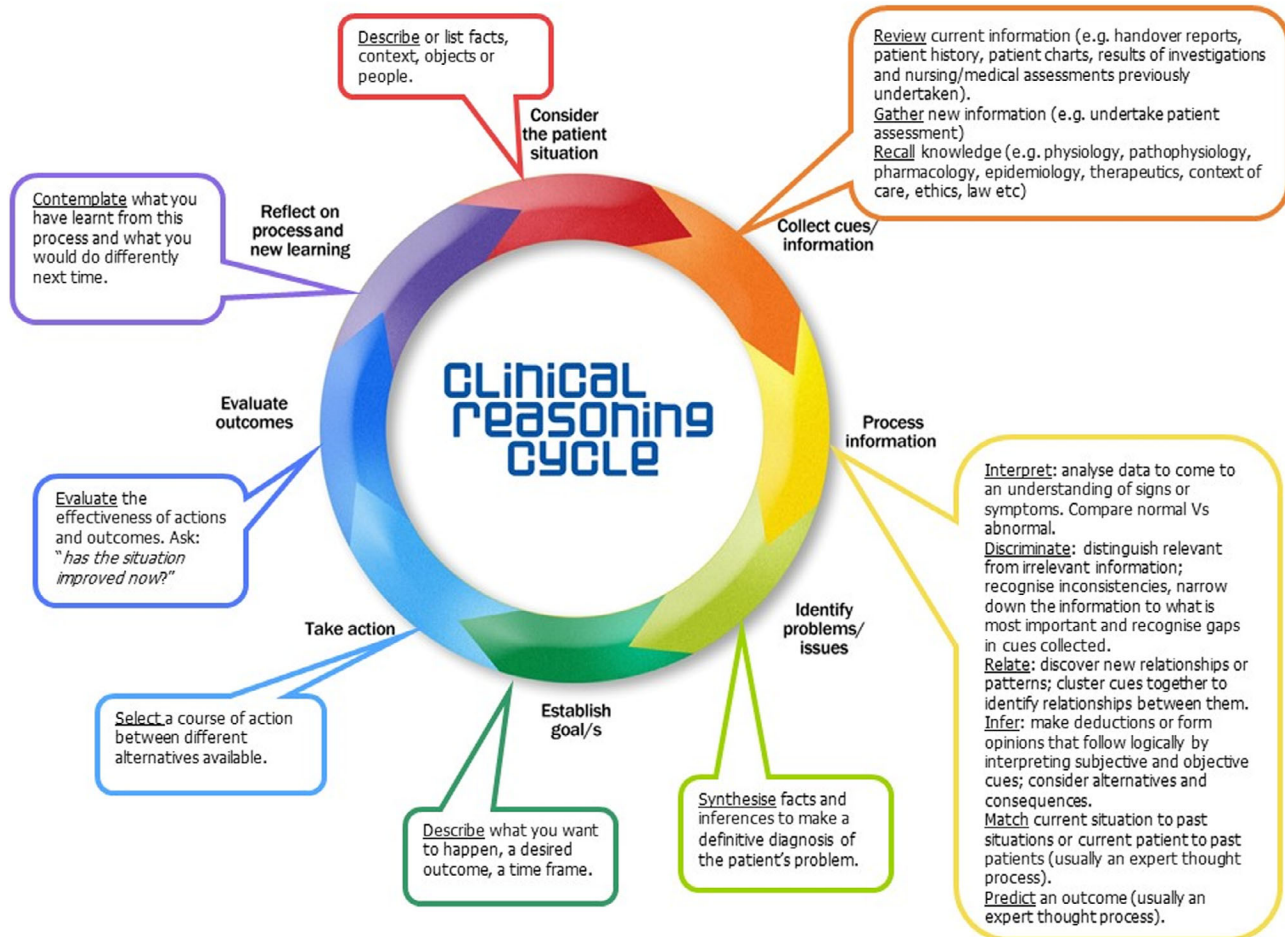 Describe or list facts,
context, objects or
people.
Consider
the patient
situation
Review current information (e.g. handover reports,
patient history, patient charts, results of investigations
and nursing/medical assessments previously
undertaken).
Gather new information (e.g. undertake patient
assessment)
Recall knowledge (e.g. physiology, pathophysiology,
pharmacology, epidemiology, therapeutics, context of
care, ethics, law etc)
Collect cues/
information
Process
information
Interpret: analyse data to come to
an understanding of signs or
symptoms. Compare normal Vs
abnormal.
Discriminate: distinguish relevant
from irrelevant information;
recognise inconsistencies, narrow
down the information to what is
most important and recognise gaps
in cues collected.
Relate: discover new relationships or
patterns; cluster cues together to
identify relationships between them.
Infer: make deductions or form
opinions that follow logically by
interpreting subjective and objective
cues; consider alternatives and
consequences.
Match current situation to past
situations or current patient to past
patients (usually an expert thought
process).
Predict an outcome (usually an
expert thought process).
Identify
problems/
issues
Synthesise facts and
inferences to make a
definitive diagnosis of
the patient's problem.
Establish
goal/s
Describe what you want
to happen, a desired
outcome, a time frame.
Take action
Select a course of action
between different
alternatives available.
Evaluate
outcomes
Evaluate the
effectiveness of actions
and outcomes. Ask:
"has the situation
improved now?"
Reflect on
process and
new learning
Contemplate what you
have learnt from this
process and what you
would do differently
next time.
CLINICAL
REASONING
CYCLE